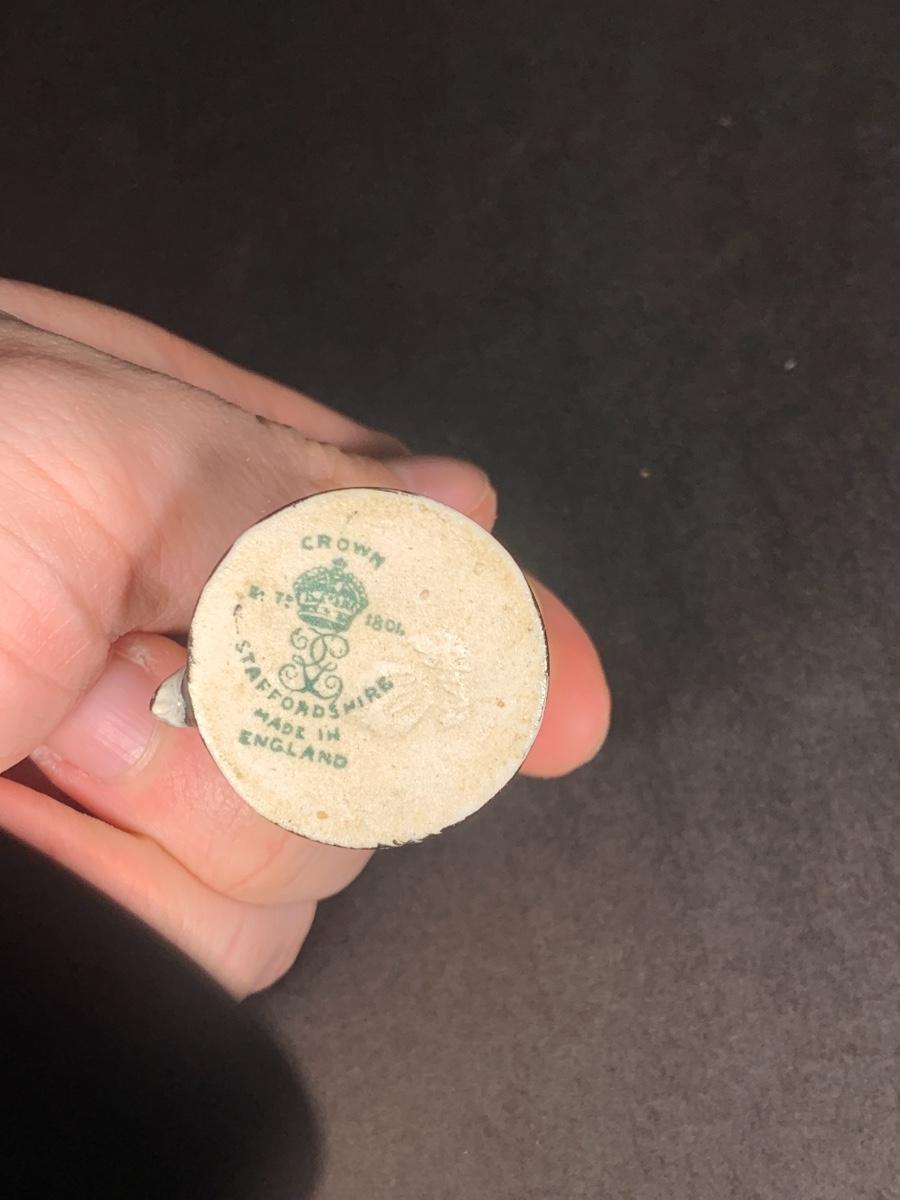 CROWN
1801
STAFFORDSHIRE
MADE IN
ENGLAND